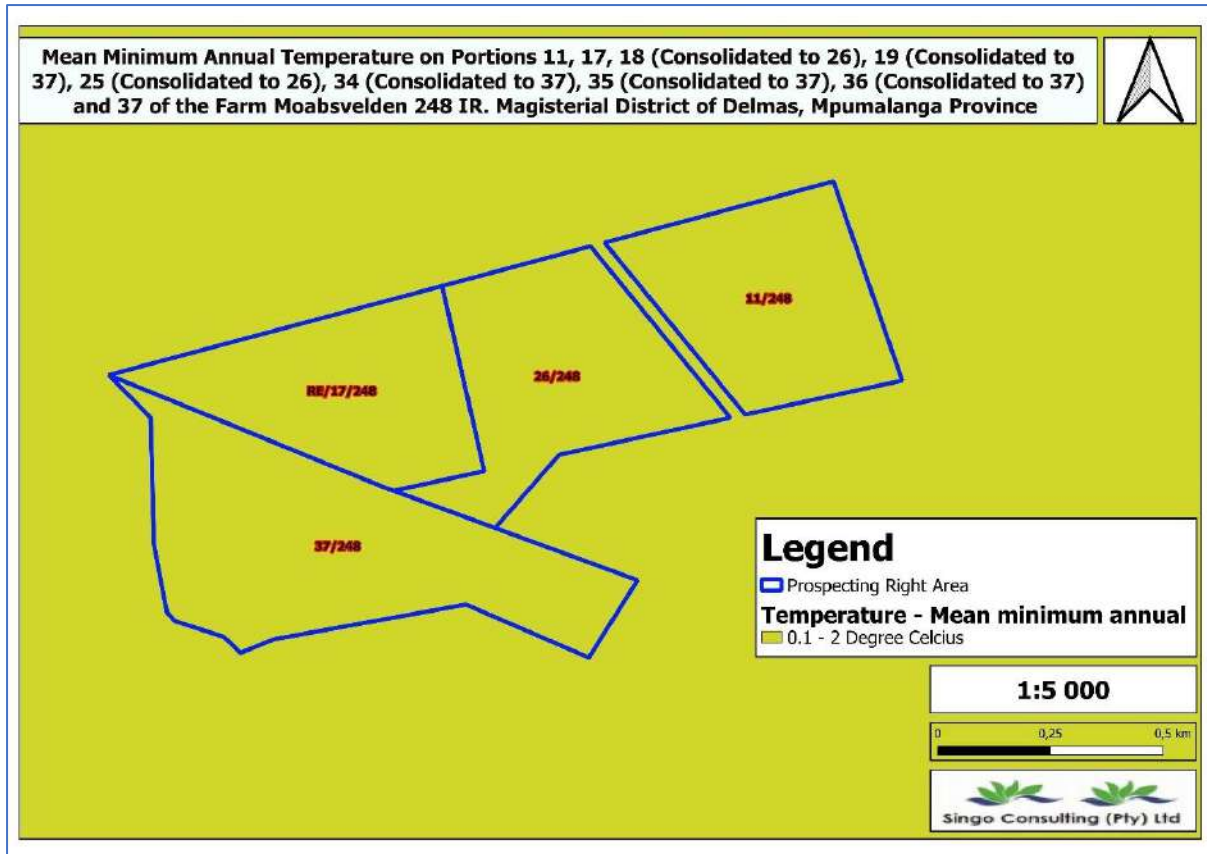 Mean Minimum Annual Temperature on Portions 11, 17, 18 (Consolidated to 26), 19 (Consolidated to
37), 25 (Consolidated to 26), 34 (Consolidated to 37), 35 (Consolidated to 37), 36 (Consolidated to 37)
and 37 of the Farm Moabsvelden 248 IR. Magisterial District of Delmas, Mpumalanga Province
11/248
26/248
RE/17/248
37/248
Legend
Prospecting Right Area
Temperature - Mean minimum annual
0.1 - 2 Degree Celcius
1:5 000
0 0,25 0,5 km
Singo Consulting (Pty) Ltd